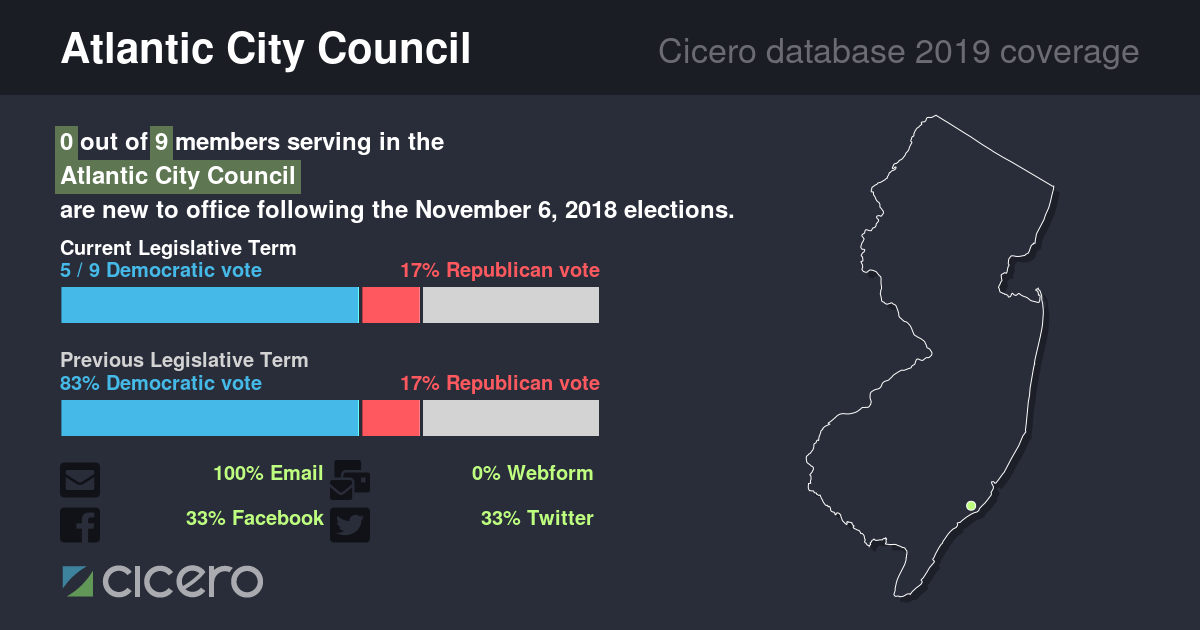 Atlantic City Council
Cicero database 2019 coverage
0 out of 9 members serving in the
Atlantic City Council
are new to office following the November 6, 2018 elections.
Current Legislative Term
5 / 9 Democratic vote
17% Republican vote
Previous Legislative Term
83% Democratic vote
17% Republican vote
100% Email
0% Webform
33% Facebook
33% Twitter
cicero